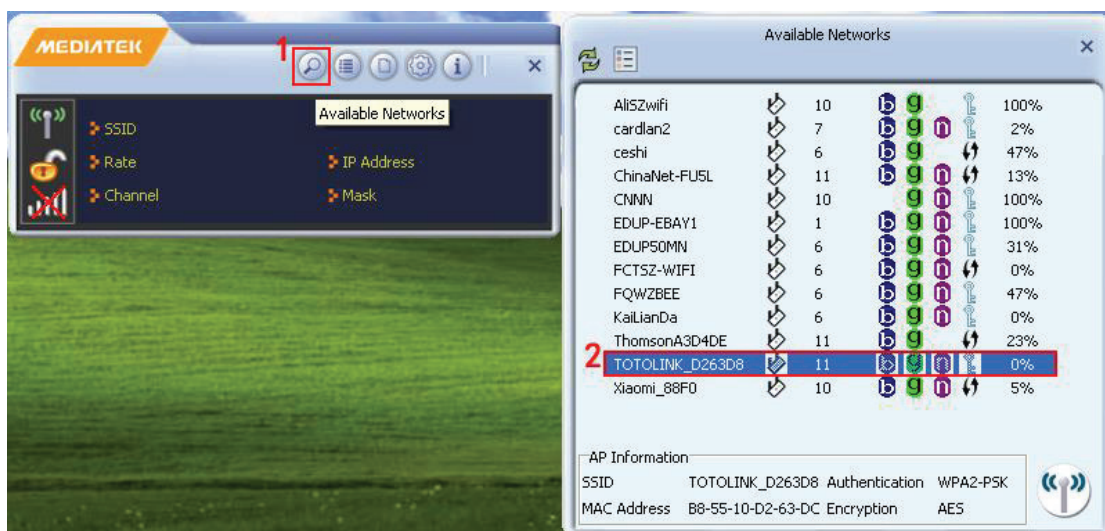 MEDIATEK
1
Available Networks
SSID
Rate
IP Address
Channel
Mask
Available Networks
AliSZwifi 10 b g 100%
cardlan2 7 b g n 2%
ceshi 6 b g 47%
ChinaNet-FU5L 11 b g n 13%
CNNN 10 g n 100%
EDUP-EBAY1 1 b g n 100%
EDUP50MN 6 b g n 31%
FCTSZ-WIFI 6 b g n 0%
FQWZBEE 6 b g n 47%
KaiLianDa 6 b g n 0%
ThomsonA3D4DE 11 b g 23%
2 TOTOLINK_D263D8 11 b g n 0%
Xiaomi_88F0 10 b g n 5%
AP Information
SSID TOTOLINK_D263D8 Authentication WPA2-PSK
MAC Address B8-55-10-D2-63-DC Encryption AES